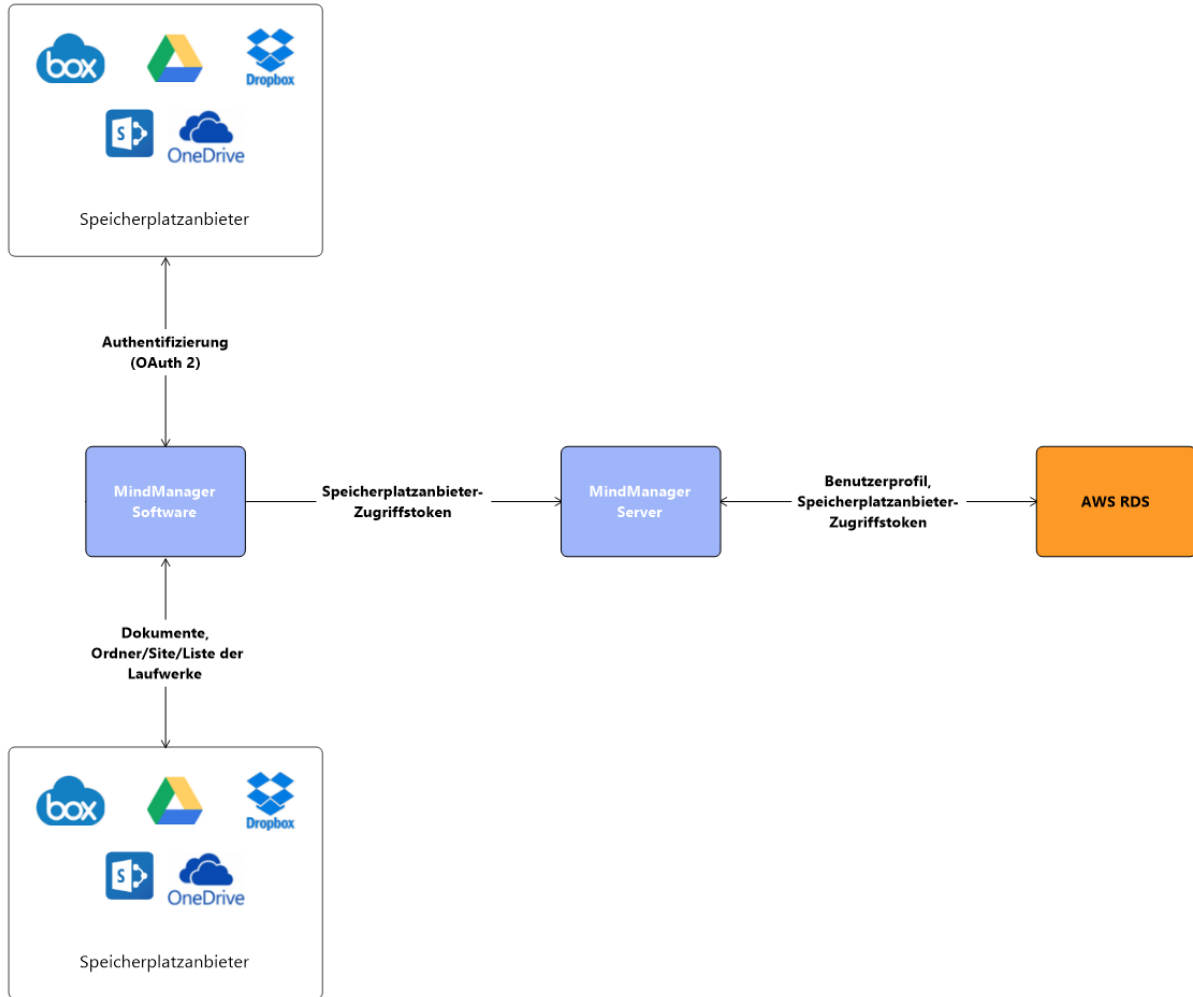 box
Dropbox
S
OneDrive
Speicherplatzanbieter
Authentifizierung
(OAuth 2)
MindManager
Software
Speicherplatzanbieter-
Zugriffstoken
MindManager
Server
Benutzerprofil,
Speicherplatzanbieter-
Zugriffstoken
AWS RDS
Dokumente,
Ordner/Site/Liste der
Laufwerke
box
Dropbox
S
OneDrive
Speicherplatzanbieter